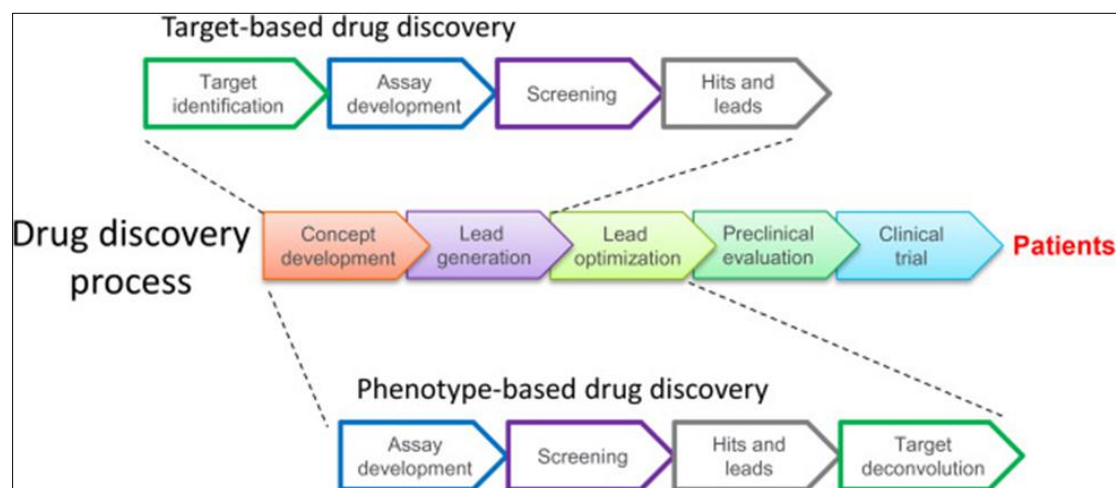 Target-based drug discovery
Target
identification
Assay
development
Screening
Hits and
leads
Drug discovery
process
Concept
development
Lead
generation
Lead
optimization
Preclinical
evaluation
Clinical
trial
Patients
Phenotype-based drug discovery
Assay
development
Screening
Hits and
leads
Target
deconvolution